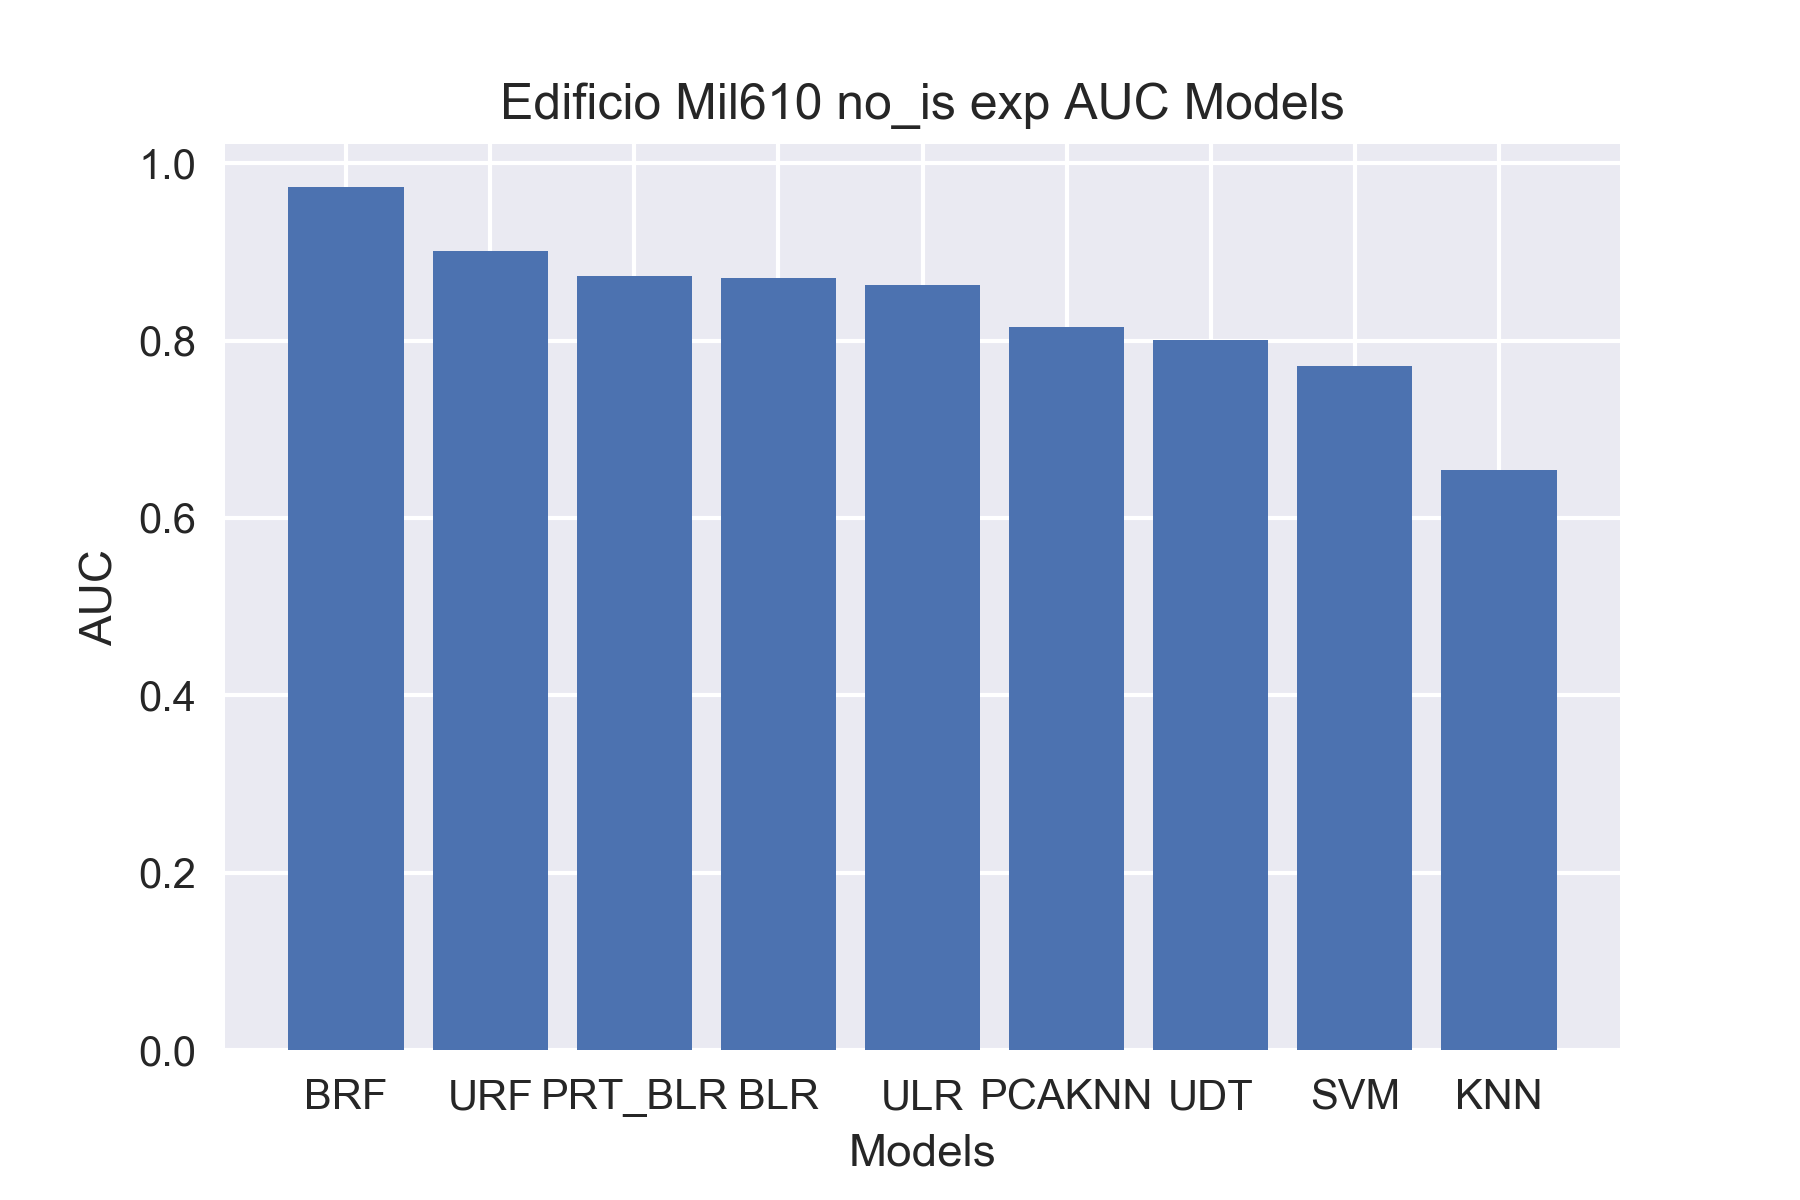 Edificio Mil610 no_is exp AUC Models
1.0
0.8
0.6
0.4
0.2
0.0
AUC
BRF URF PRT_BLR BLR ULR PCAKNN UDT SVM KNN
Models